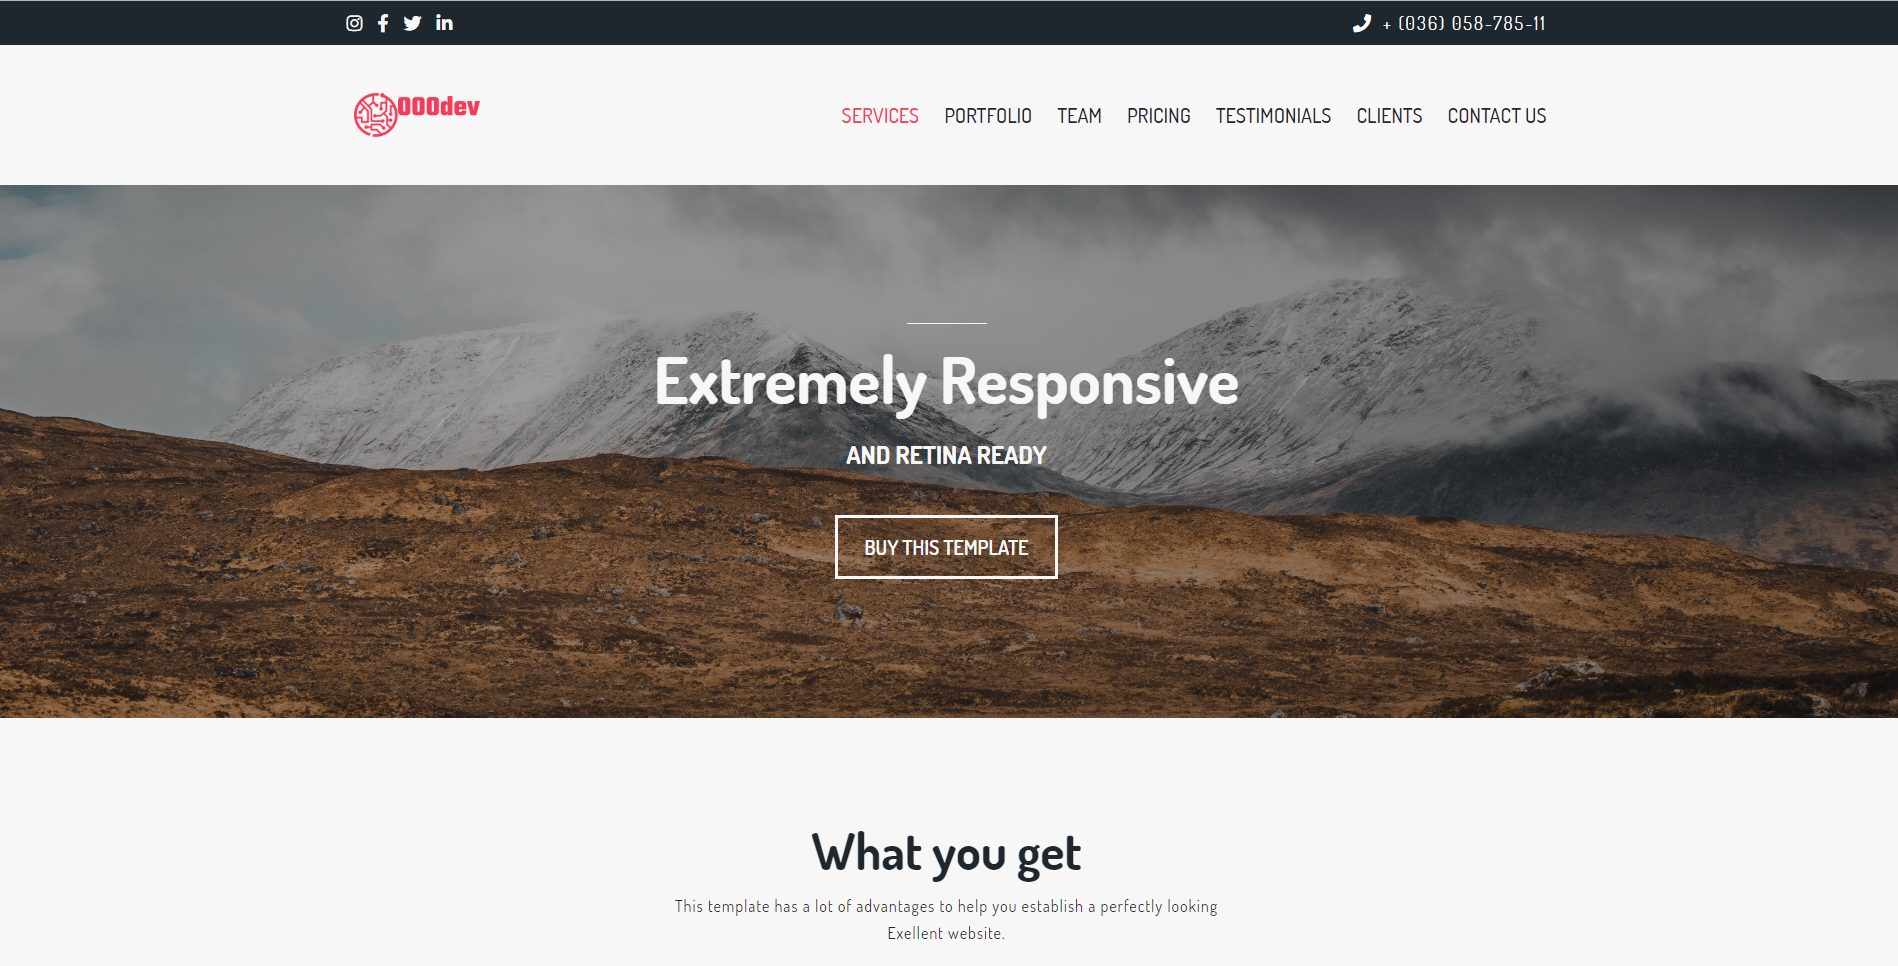 + (036) 058-785-11
000dev
SERVICES PORTFOLIO TEAM PRICING TESTIMONIALS CLIENTS CONTACT US
Extremely Responsive
AND RETINA READY
BUY THIS TEMPLATE
What you get
This template has a lot of advantages to help you establish a perfectly looking
Exellent website.